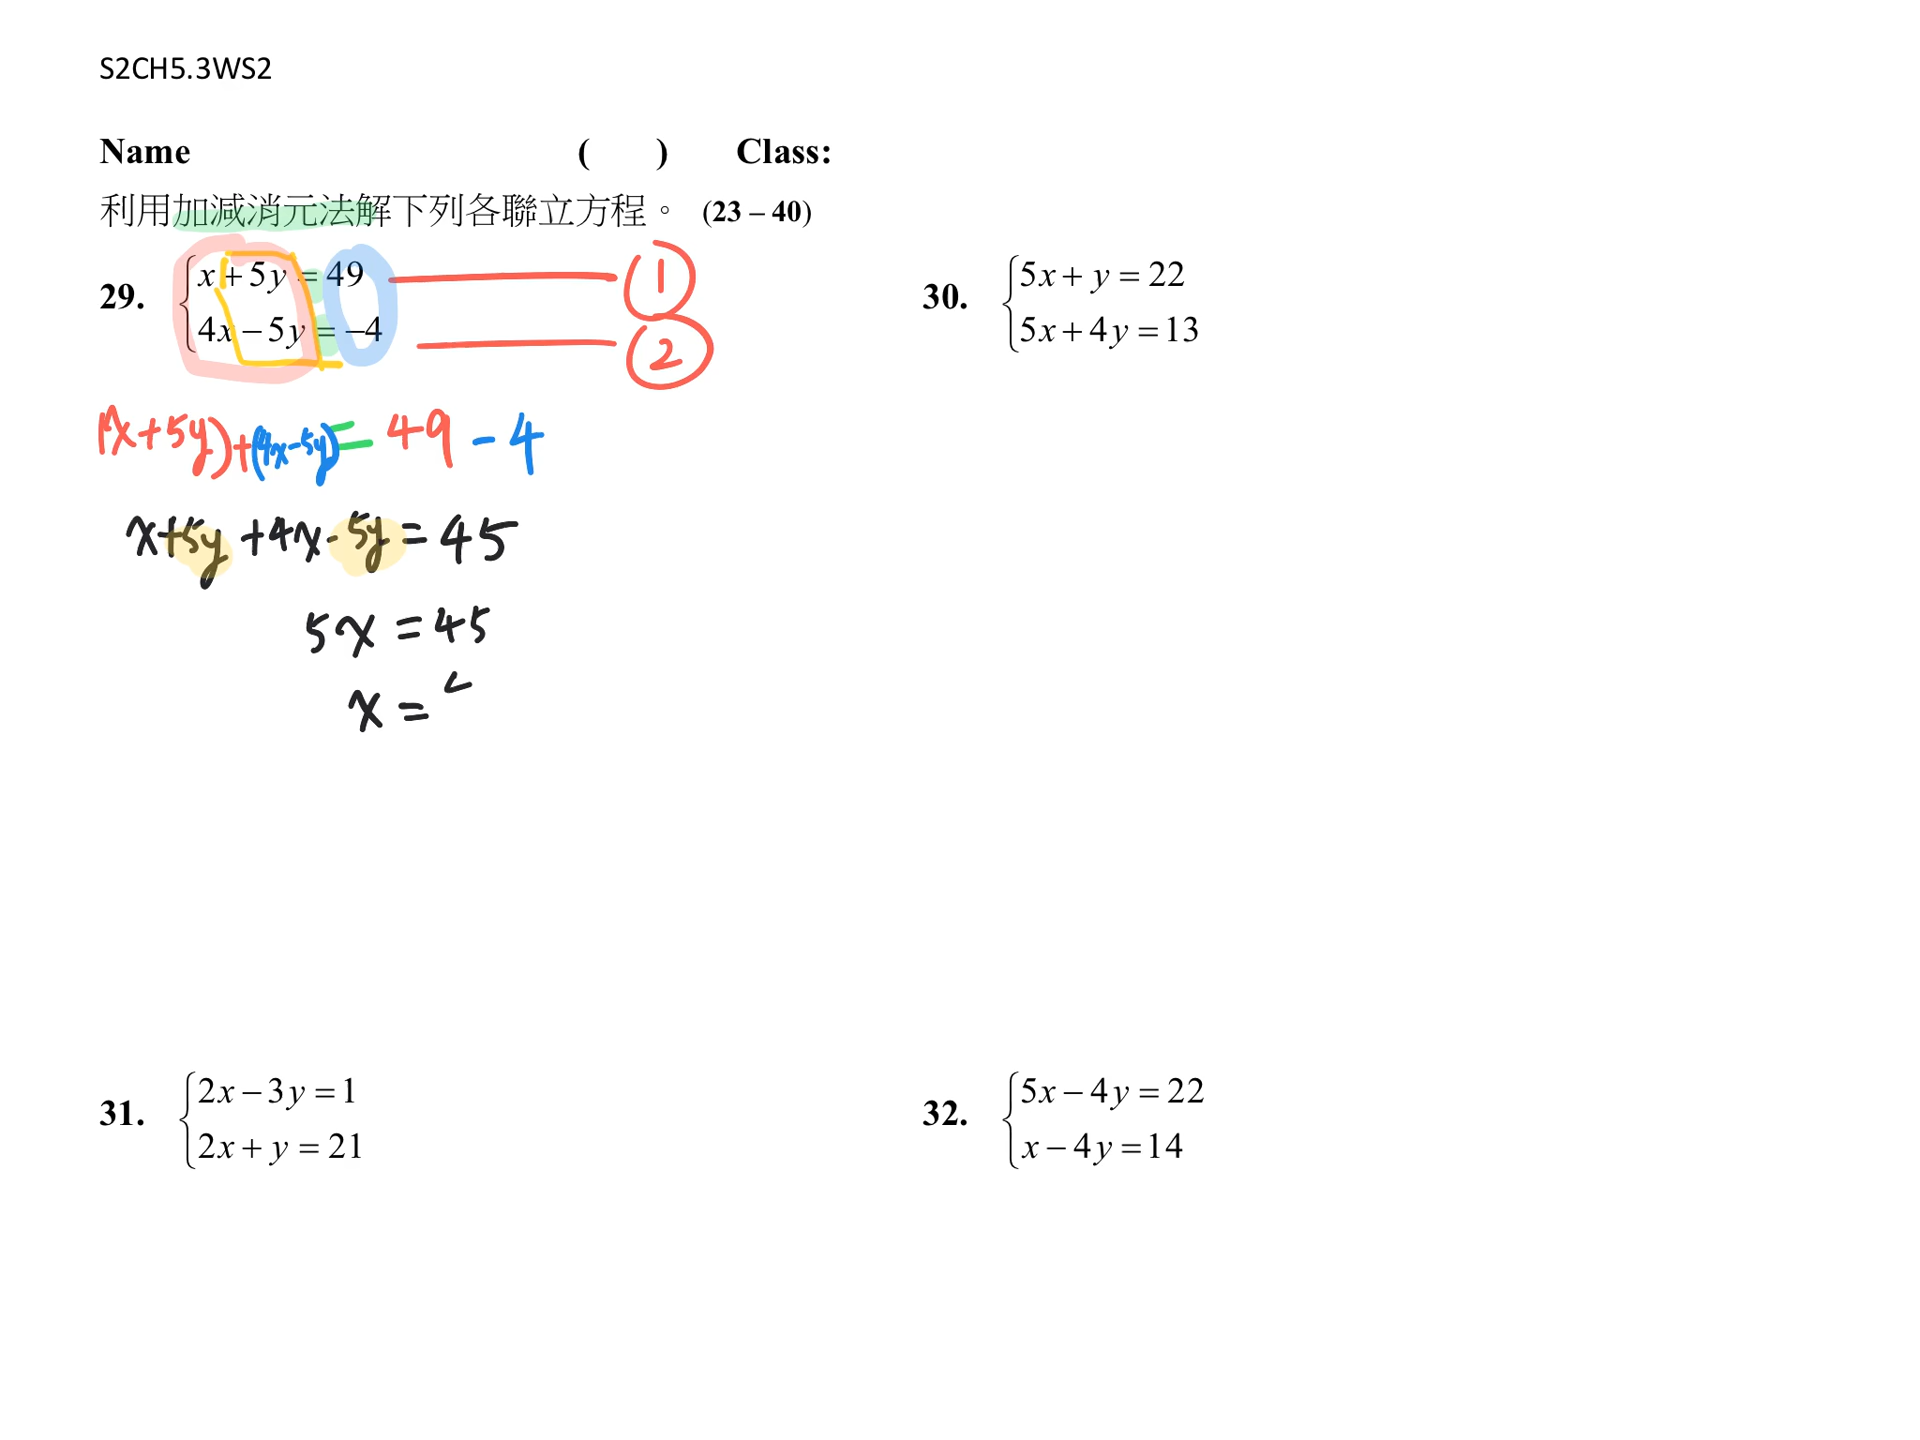 S2CH5.3WS2
Name ( ) Class:
利用加減消元法解下列各聯立方程。 (23 – 40)
29. { x + 5y = 49 ——— ①
4x – 5y = –4 ——— ②
(x+5y)+(4x-5y) = 49 - 4
x+5y+4x-5y = 45
5x = 45
x =
30. { 5x + y = 22
5x + 4y = 13
31. { 2x – 3y = 1
2x + y = 21
32. { 5x – 4y = 22
x – 4y = 14